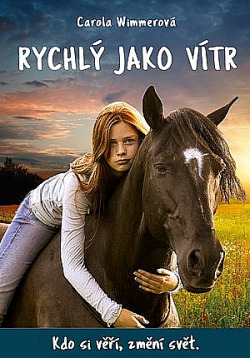 Carola Wimmerová
RYCHLÝ JAKO VÍTR
Kdo si věří, změní svět.